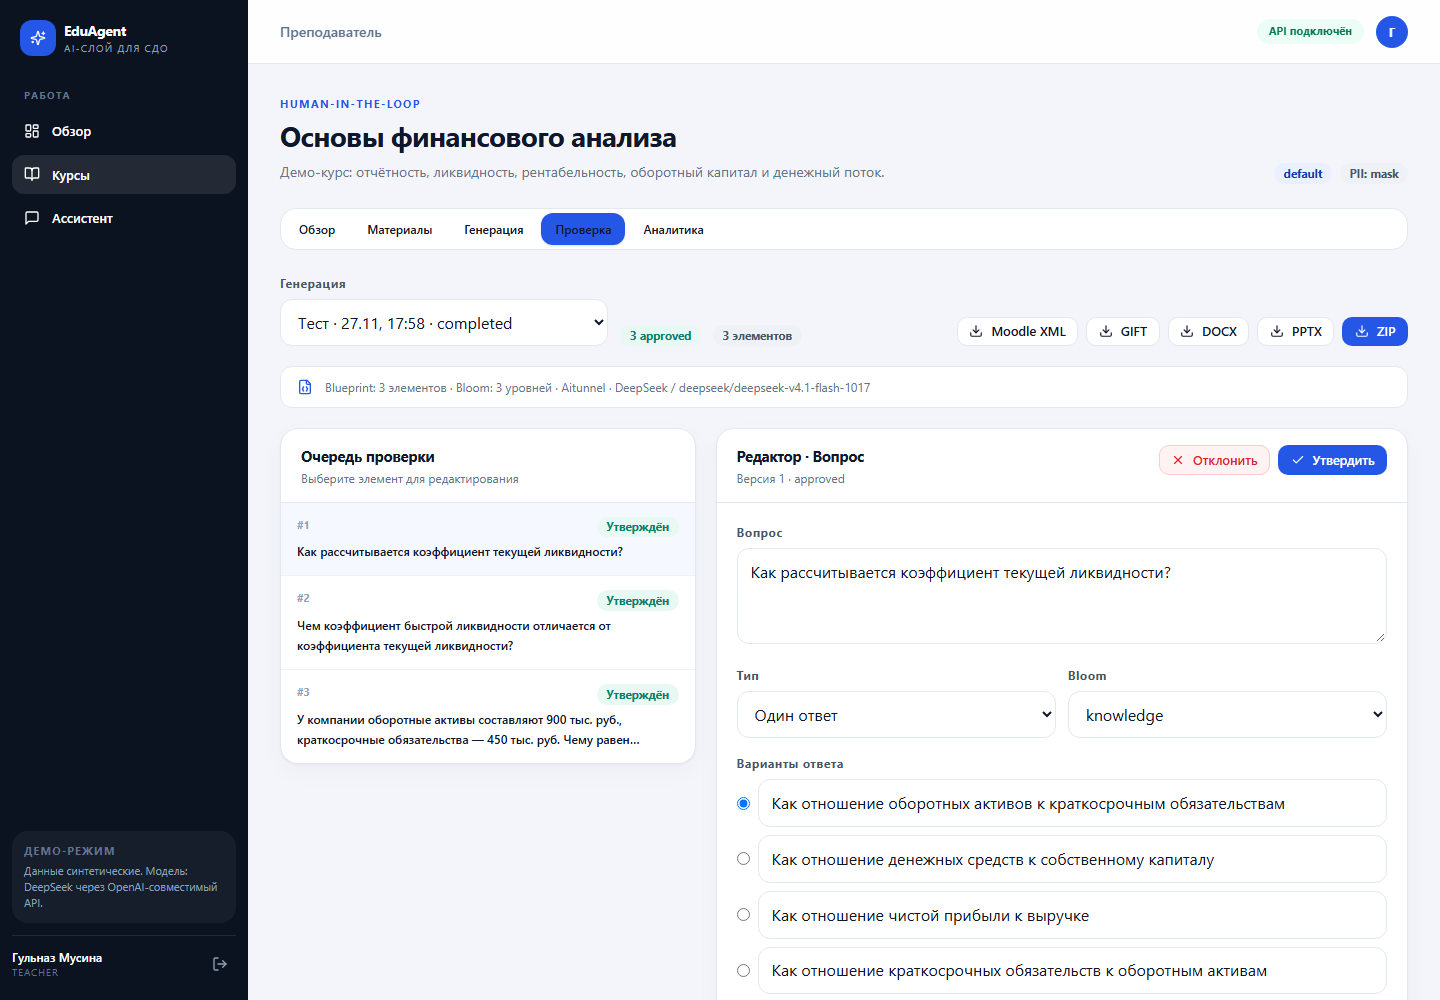 EduAgent
AI-СЛОЙ ДЛЯ СДО
РАБОТА
Обзор
Курсы
Ассистент
ДЕМО-РЕЖИМ
Данные синтетические. Модель:
DeepSeek через OpenAI-совместимый
API.
Гульназ Мусина
TEACHER
Преподаватель
API подключён
Г
HUMAN-IN-THE-LOOP
Основы финансового анализа
Демо-курс: отчётность, ликвидность, рентабельность, оборотный капитал и денежный поток.
default
PII: mask
Обзор
Материалы
Генерация
Проверка
Аналитика
Генерация
Тест · 27.11, 17:58 · completed
3 approved
3 элементов
Moodle XML
GIFT
DOCX
PPTX
ZIP
Blueprint: 3 элементов · Bloom: 3 уровней · Aitunnel · DeepSeek / deepseek/deepseek-v4.1-flash-1017
Очередь проверки
Выберите элемент для редактирования
#1
Утверждён
Как рассчитывается коэффициент текущей ликвидности?
#2
Утверждён
Чем коэффициент быстрой ликвидности отличается от
коэффициента текущей ликвидности?
#3
Утверждён
У компании оборотные активы составляют 900 тыс. руб.,
краткосрочные обязательства — 450 тыс. руб. Чему равен...
Редактор · Вопрос
Версия 1 · approved
Отклонить
Утвердить
Вопрос
Как рассчитывается коэффициент текущей ликвидности?
Тип
Bloom
Один ответ
knowledge
Варианты ответа
Как отношение оборотных активов к краткосрочным обязательствам
Как отношение денежных средств к собственному капиталу
Как отношение чистой прибыли к выручке
Как отношение краткосрочных обязательств к оборотным активам